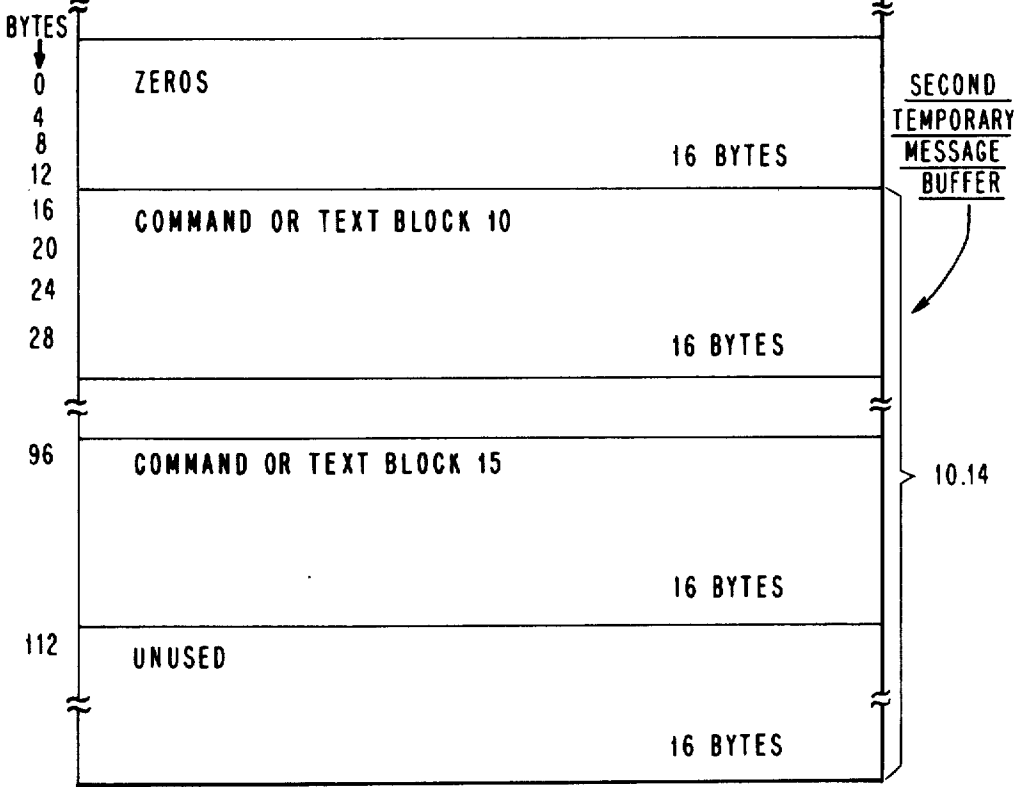 BYTES
0
ZEROS
4
8
12
16 BYTES
SECOND
TEMPORARY
MESSAGE
BUFFER
16
COMMAND OR TEXT BLOCK 10
20
24
28
16 BYTES
96
COMMAND OR TEXT BLOCK 15
10.14
16 BYTES
112
UNUSED
16 BYTES